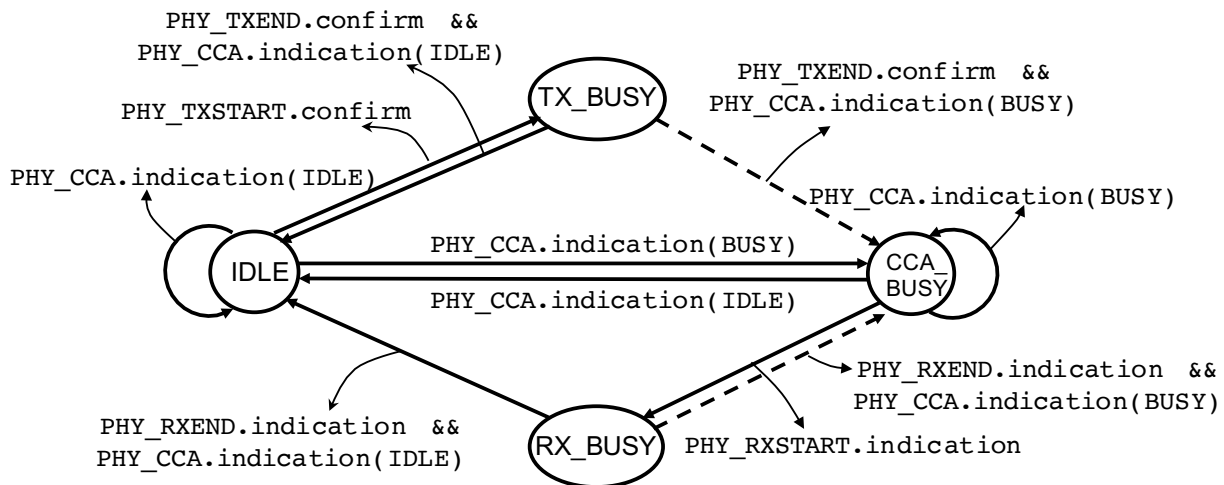 PHY_TXEND.confirm &&
PHY_CCA.indication(IDLE)
PHY_TXEND.confirm &&
PHY_CCA.indication(BUSY)
TX_BUSY
PHY_TXSTART.confirm
PHY_CCA.indication(IDLE)
PHY_CCA.indication(BUSY)
PHY_CCA.indication(BUSY)
IDLE
CCA_
BUSY
PHY_CCA.indication(IDLE)
PHY_RXEND.indication &&
PHY_CCA.indication(BUSY)
PHY_RXEND.indication &&
PHY_CCA.indication(IDLE)
RX_BUSY
PHY_RXSTART.indication